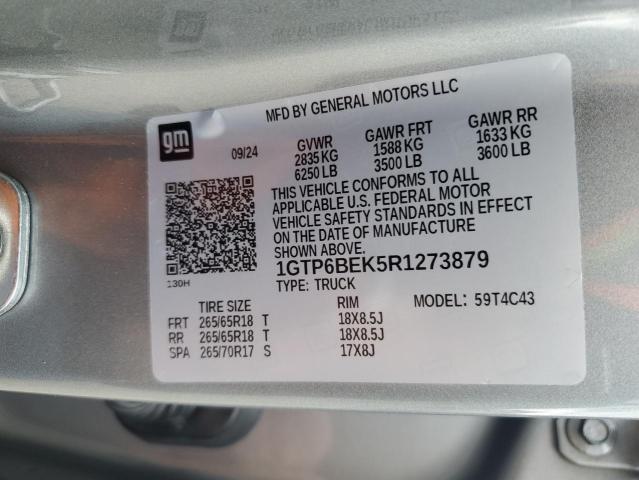 MFD BY GENERAL MOTORS LLC
gm
09/24
GVWR GAWR FRT GAWR RR
2835 KG 1588 KG 1633 KG
6250 LB 3500 LB 3600 LB
THIS VEHICLE CONFORMS TO ALL
APPLICABLE U.S. FEDERAL MOTOR
VEHICLE SAFETY STANDARDS IN EFFECT
ON THE DATE OF MANUFACTURE
SHOWN ABOVE.
130H
1GTP6BEK5R1273879
TYPE: TRUCK
TIRE SIZE RIM MODEL: 59T4C43
FRT 265/65R18 T 18X8.5J
RR 265/65R18 T 18X8.5J
SPA 265/70R17 S 17X8J